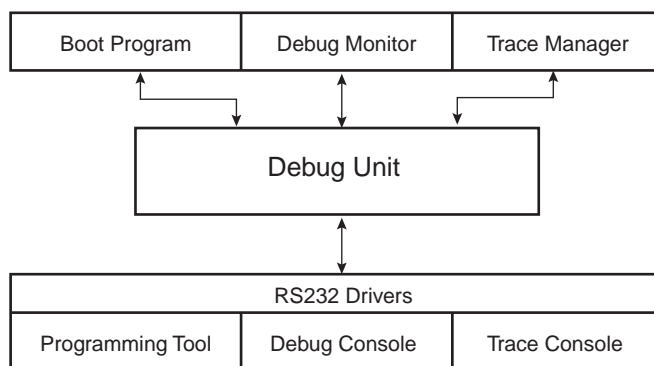 Boot Program Debug Monitor Trace Manager
Debug Unit
RS232 Drivers
Programming Tool Debug Console Trace Console